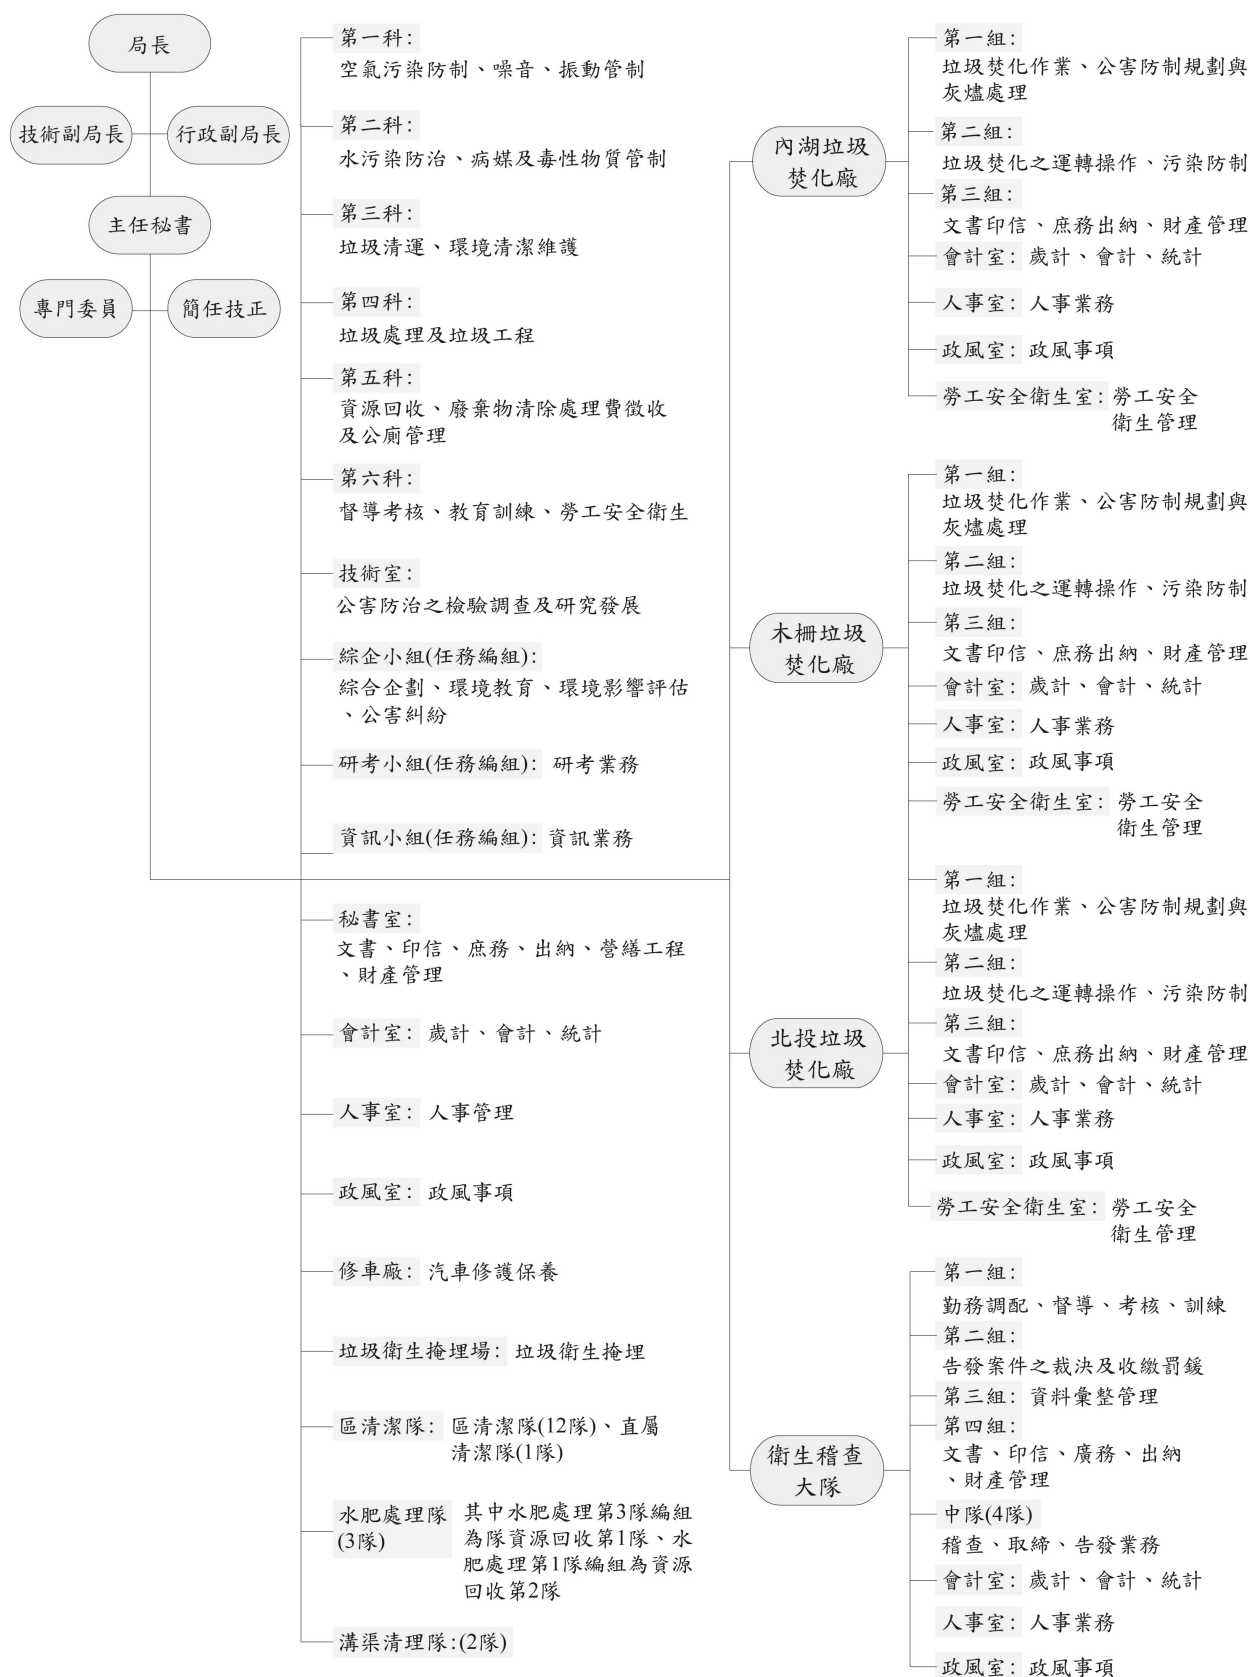 局長
技術副局長
行政副局長
主任秘書
專門委員
簡任技正
第一科:
空氣污染防制、噪音、振動管制
第二科:
水污染防治、病媒及毒性物質管制
第三科:
垃圾清運、環境清潔維護
第四科:
垃圾處理及垃圾工程
第五科:
資源回收、廢棄物清除處理費徵收
及公廁管理
第六科:
督導考核、教育訓練、勞工安全衛生
技術室:
公害防治之檢驗調查及研究發展
綜企小組(任務編組):
綜合企劃、環境教育、環境影響評估
、公害糾紛
研考小組(任務編組): 研考業務
資訊小組(任務編組): 資訊業務
秘書室:
文書、印信、庶務、出納、營繕工程
、財產管理
會計室: 歲計、會計、統計
人事室: 人事管理
政風室: 政風事項
修車廠: 汽車修護保養
垃圾衛生掩埋場: 垃圾衛生掩埋
區清潔隊: 區清潔隊(12隊)、直屬
清潔隊(1隊)
水肥處理隊
(3隊)
其中水肥處理第3隊編組
為隊資源回收第1隊、水
肥處理第1隊編組為資源
回收第2隊
溝渠清理隊:(2隊)
內湖垃圾
焚化廠
第一組:
垃圾焚化作業、公害防制規劃與
灰燼處理
第二組:
垃圾焚化之運轉操作、污染防制
第三組:
文書印信、庶務出納、財產管理
會計室: 歲計、會計、統計
人事室: 人事業務
政風室: 政風事項
勞工安全衛生室: 勞工安全
衛生管理
木柵垃圾
焚化廠
第一組:
垃圾焚化作業、公害防制規劃與
灰燼處理
第二組:
垃圾焚化之運轉操作、污染防制
第三組:
文書印信、庶務出納、財產管理
會計室: 歲計、會計、統計
人事室: 人事業務
政風室: 政風事項
勞工安全衛生室: 勞工安全
衛生管理
北投垃圾
焚化廠
第一組:
垃圾焚化作業、公害防制規劃與
灰燼處理
第二組:
垃圾焚化之運轉操作、污染防制
第三組:
文書印信、庶務出納、財產管理
會計室: 歲計、會計、統計
人事室: 人事業務
政風室: 政風事項
勞工安全衛生室: 勞工安全
衛生管理
衛生稽查
大隊
第一組:
勤務調配、督導、考核、訓練
第二組:
告發案件之裁決及收繳罰鍰
第三組: 資料彙整管理
第四組:
文書、印信、廣務、出納
、財產管理
中隊(4隊)
稽查、取締、告發業務
會計室: 歲計、會計、統計
人事室: 人事業務
政風室: 政風事項